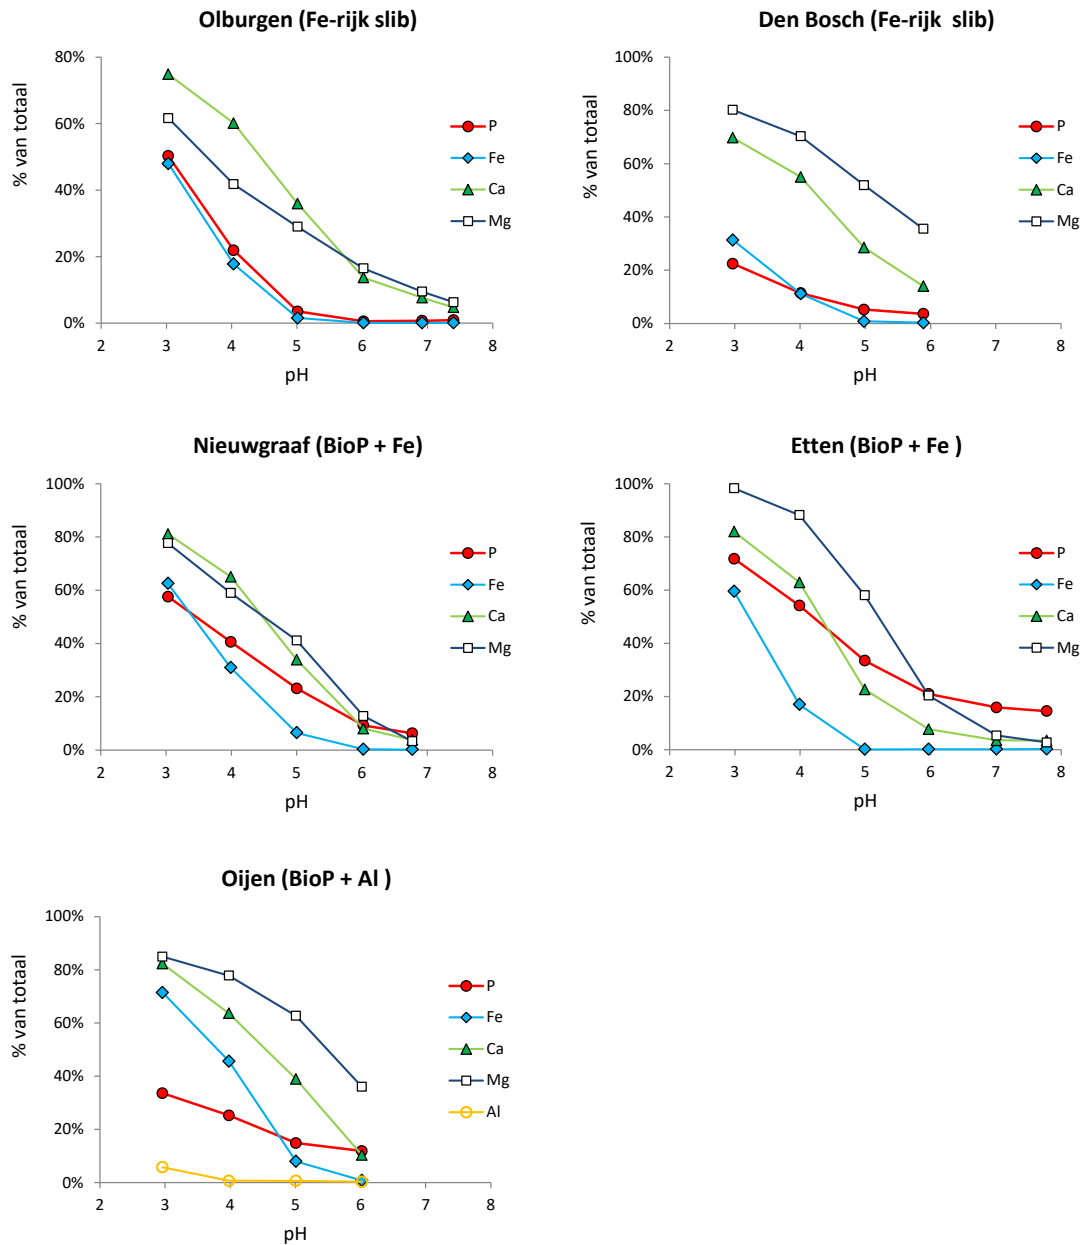 Olburgen (Fe-rijk slib)
% van totaal
80%
60%
40%
20%
0%
2 3 4 5 6 7 8
pH
P
Fe
Ca
Mg
Den Bosch (Fe-rijk  slib)
% van totaal
100%
80%
60%
40%
20%
0%
2 3 4 5 6 7 8
pH
P
Fe
Ca
Mg
Nieuwgraaf (BioP + Fe)
% van totaal
100%
80%
60%
40%
20%
0%
2 3 4 5 6 7 8
pH
P
Fe
Ca
Mg
Etten (BioP + Fe )
% van totaal
100%
80%
60%
40%
20%
0%
2 3 4 5 6 7 8
pH
P
Fe
Ca
Mg
Oijen (BioP + Al )
% van totaal
100%
80%
60%
40%
20%
0%
2 3 4 5 6 7 8
pH
P
Fe
Ca
Mg
Al